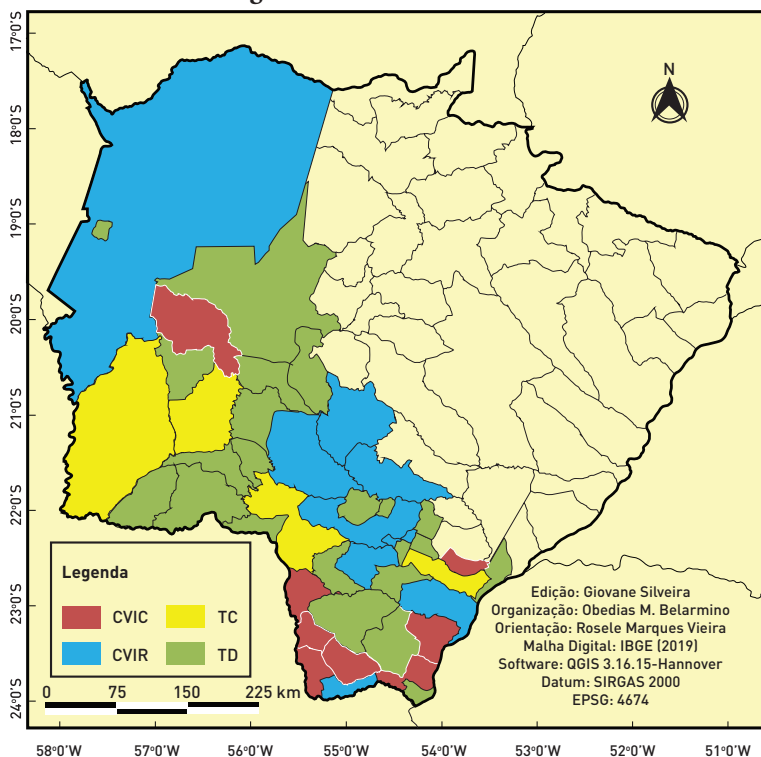 17°0'S
18°0'S
19°0'S
20°0'S
21°0'S
22°0'S
23°0'S
24°0'S
N
Legenda
CVIC
TC
CVIR
TD
0 75 150 225 km
Edição: Giovane Silveira
Organização: Obedias M. Belarmino
Orientação: Rosele Marques Vieira
Malha Digital: IBGE (2019)
Software: QGIS 3.16.15-Hannover
Datum: SIRGAS 2000
EPSG: 4674
58°0'W 57°0'W 56°0'W 55°0'W 54°0'W 53°0'W 52°0'W 51°0'W